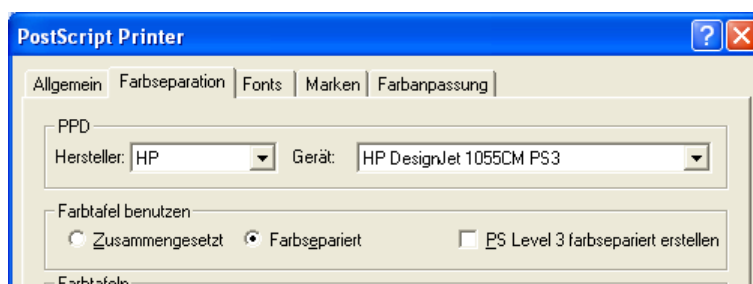 PostScript Printer
Allgemein Farbseparation Fonts Marken Farbanpassung
PPD
Hersteller: HP Gerät: HP DesignJet 1055CM PS3
Farbtafel benutzen
Zusammengesetzt Farbsepariert PS Level 3 farbsepariert erstellen
Farbtafeln